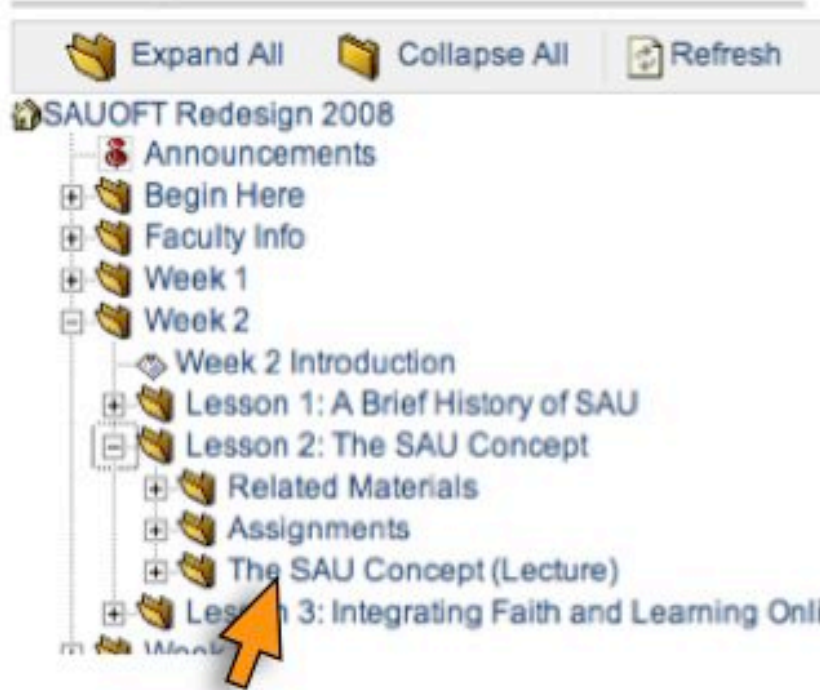 Expand All Collapse All Refresh
SAUOFT Redesign 2008
Announcements
Begin Here
Faculty Info
Week 1
Week 2
Week 2 Introduction
Lesson 1: A Brief History of SAU
Lesson 2: The SAU Concept
Related Materials
Assignments
The SAU Concept (Lecture)
3: Integrating Faith and Learning Onli
Week